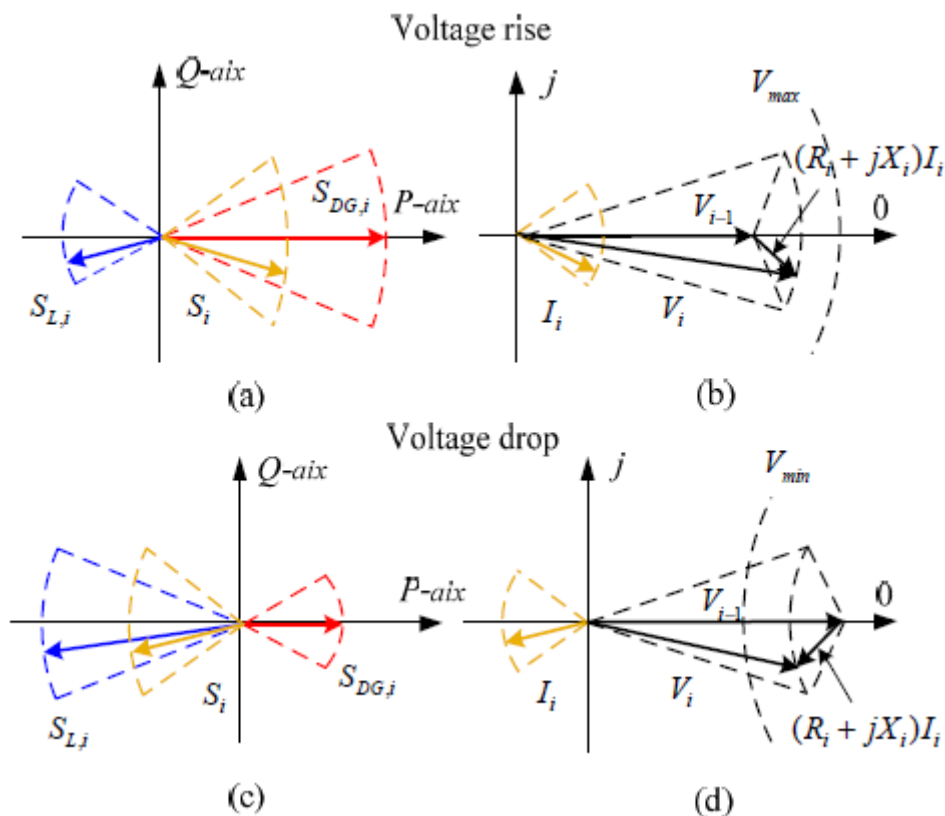 Voltage rise
Q-aix
j
V_max
(R_i + jX_i)I_i
S_DG,i
P-aix
V_i-1
0
S_L,i
S_i
I_i
V_i
(a)
(b)
Voltage drop
Q-aix
j
V_min
P-aix
V_i-1
0
S_i
S_DG,i
I_i
V_i
S_L,i
(R_i + jX_i)I_i
(c)
(d)